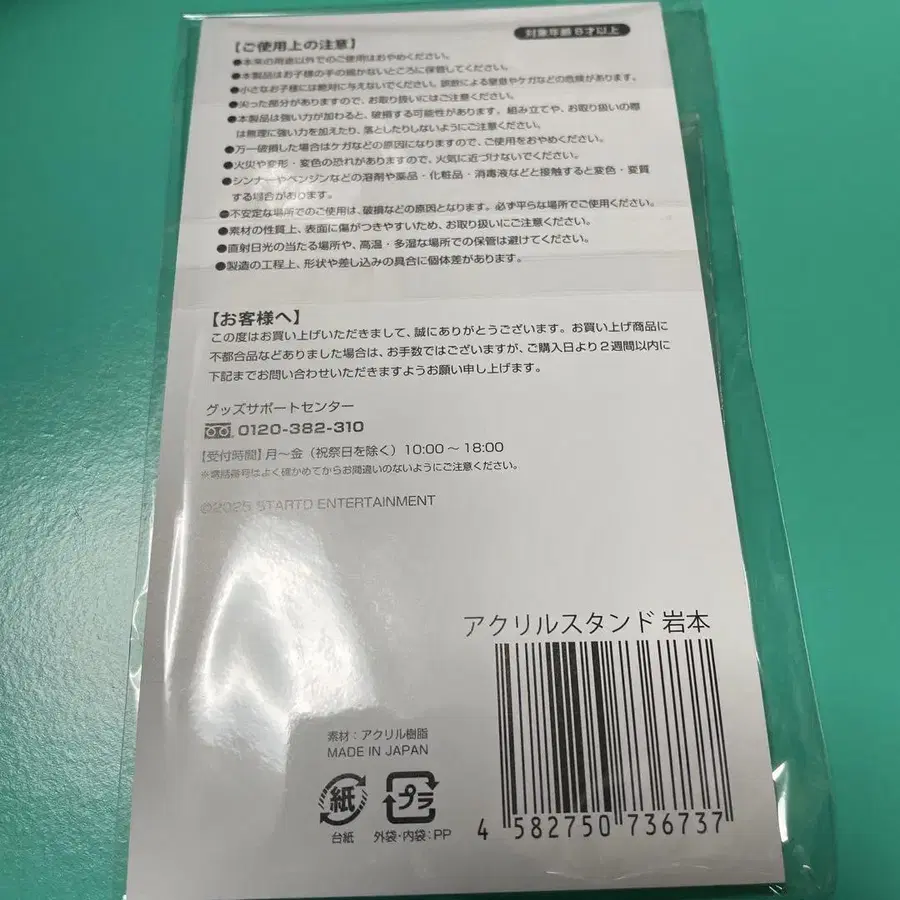 対象年齢6才以上
【ご使用上の注意】
●本来の用途以外でのご使用はおやめください。
●本製品はお子様の手の届かないところに保管してください。
●小さなお子様には絶対に与えないでください。誤飲による窒息やケガなどの危険があります。
●尖った部分がありますので、お取り扱いにはご注意ください。
●本製品は強い力が加わると、破損する可能性があります。組み立てや、お取り扱いの際
は無理に強い力を加えたり、落としたりしないようにご注意ください。
●万一破損した場合はケガなどの原因になりますので、ご使用をおやめください。
●火災や変形・変色の恐れがありますので、火気に近づけないでください。
●シンナーやベンジンなどの溶剤や薬品・化粧品・消毒液などと接触すると変色・変質
する場合があります。
●不安定な場所でのご使用は、破損などの原因となります。必ず平らな場所でご使用ください。
●素材の性質上、表面に傷がつきやすいため、お取り扱いにご注意ください。
●直射日光の当たる場所や、高温・多湿な場所での保管は避けてください。
●製造の工程上、形状や差し込みの具合に個体差があります。
【お客様へ】
この度はお買い上げいただきまして、誠にありがとうございます。お買い上げ商品に
不都合品などありました場合は、お手数ではございますが、ご購入日より2週間以内に
下記までお問い合わせいただきますようお願い申し上げます。
グッズサポートセンター
0120-382-310
【受付時間】月～金（祝祭日を除く）10:00～18:00
※電話番号はよく確かめてからお間違いのないようにご注意ください。
©2025 STARTO ENTERTAINMENT
アクリルスタンド 岩本
素材：アクリル樹脂
MADE IN JAPAN
紙
プラ
台紙
外袋・内袋：PP
4 582750 736737